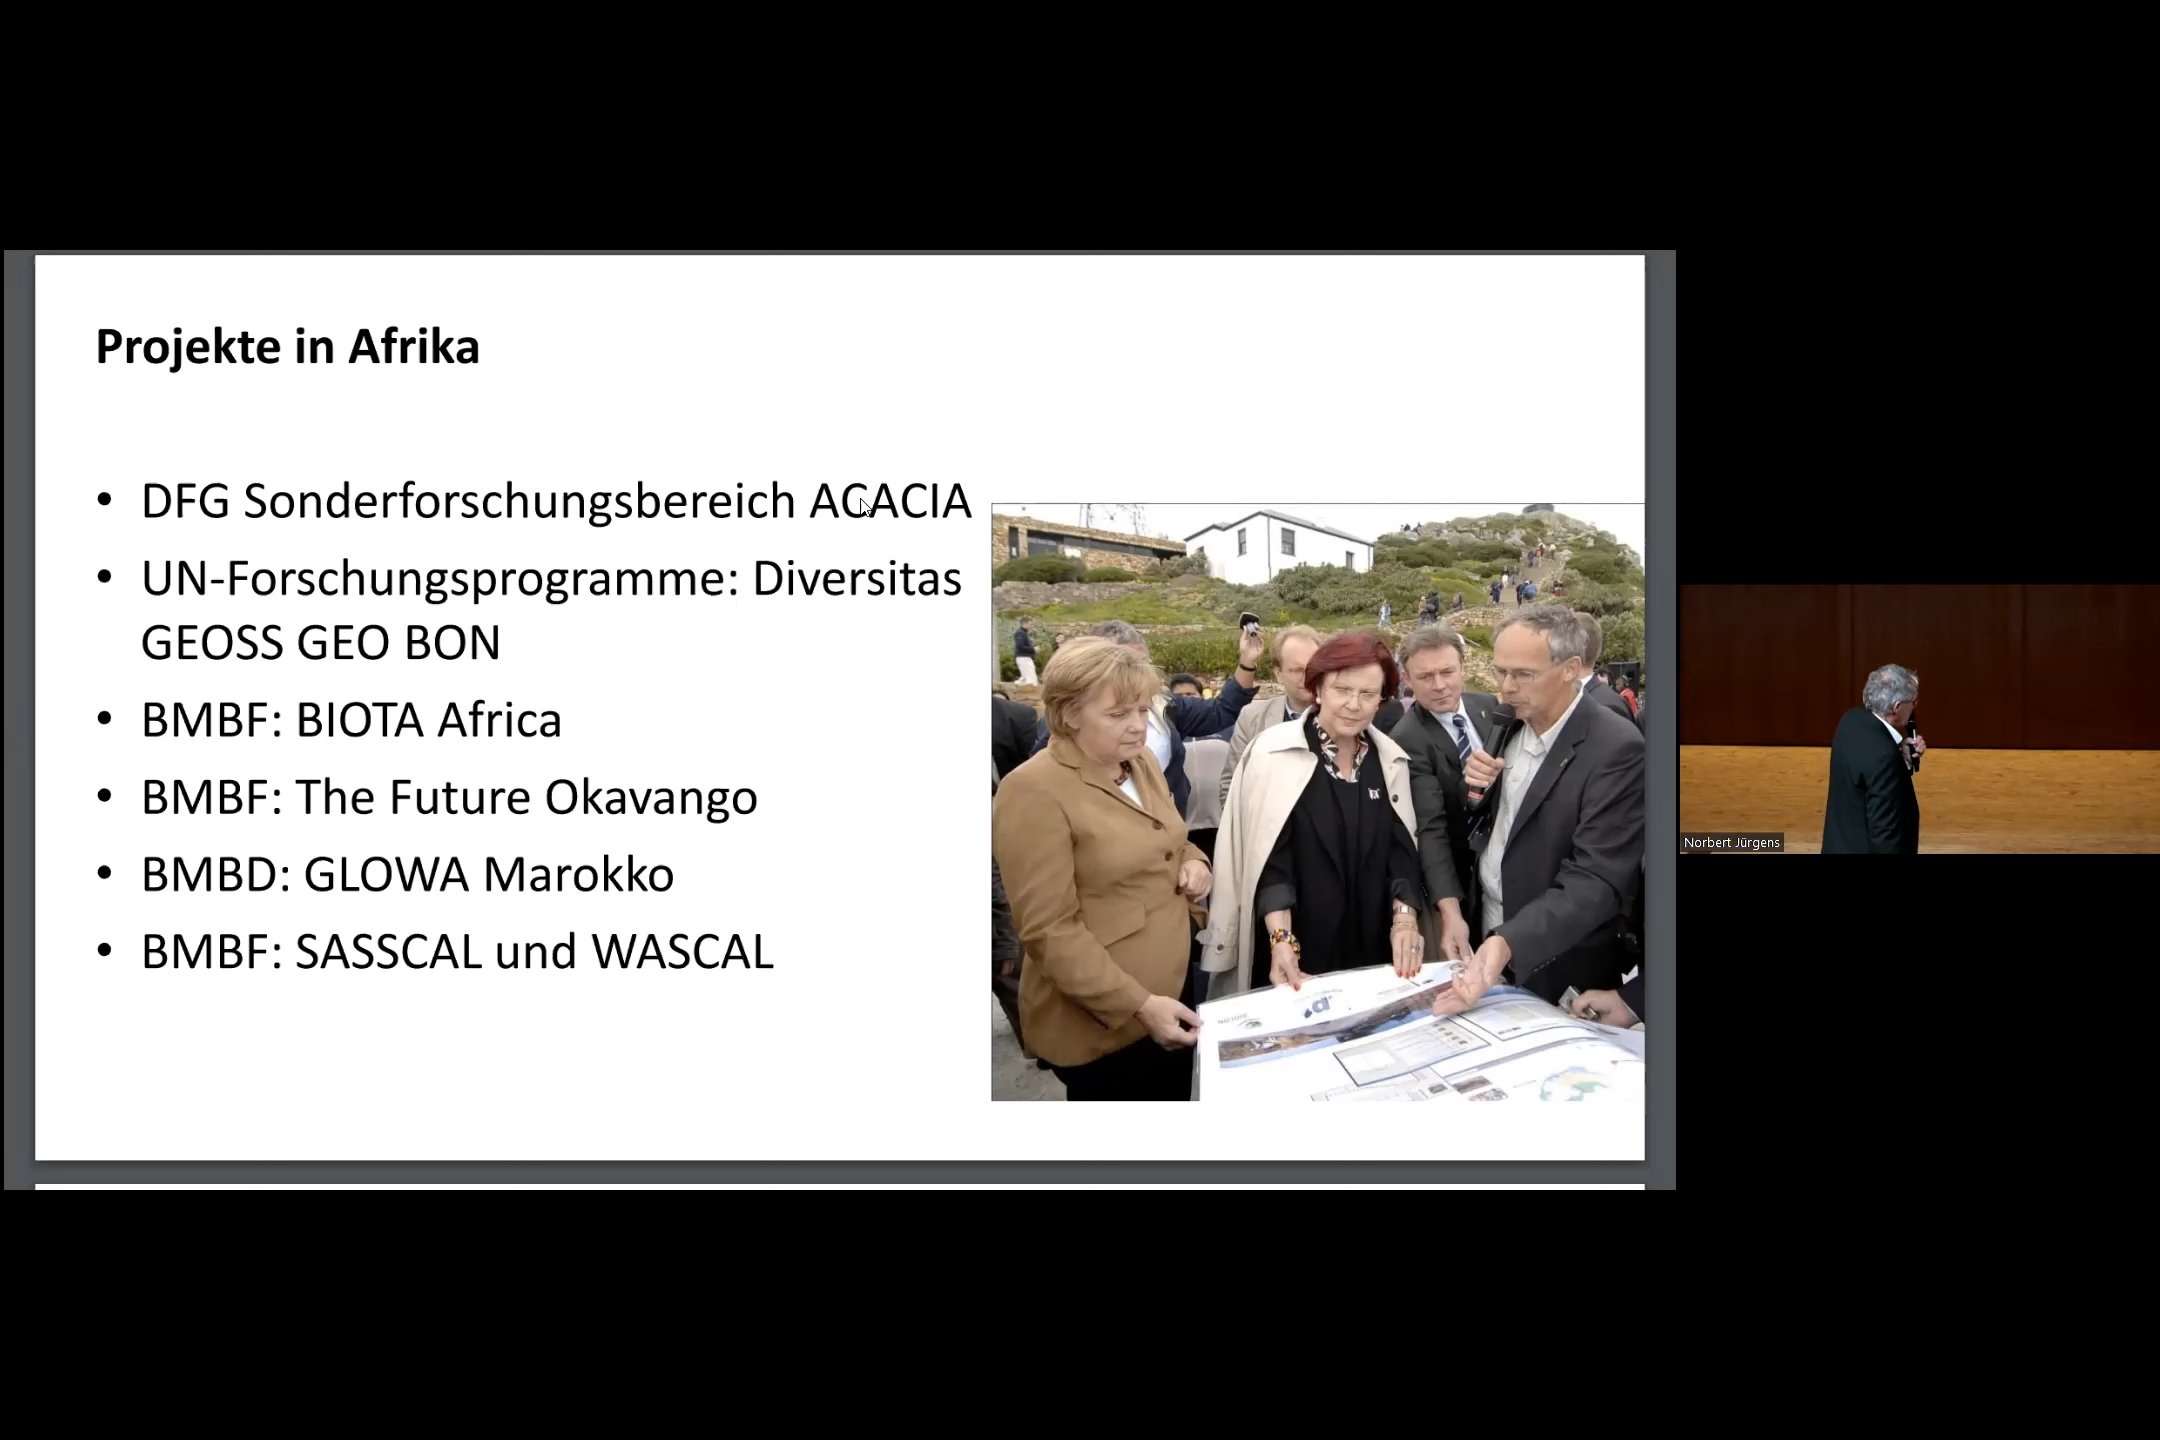 Projekte in Afrika
• DFG Sonderforschungsbereich ACACIA
• UN-Forschungsprogramme: Diversitas
GEOSS GEO BON
• BMBF: BIOTA Africa
• BMBF: The Future Okavango
• BMBD: GLOWA Marokko
• BMBF: SASSCAL und WASCAL
Norbert Jürgens